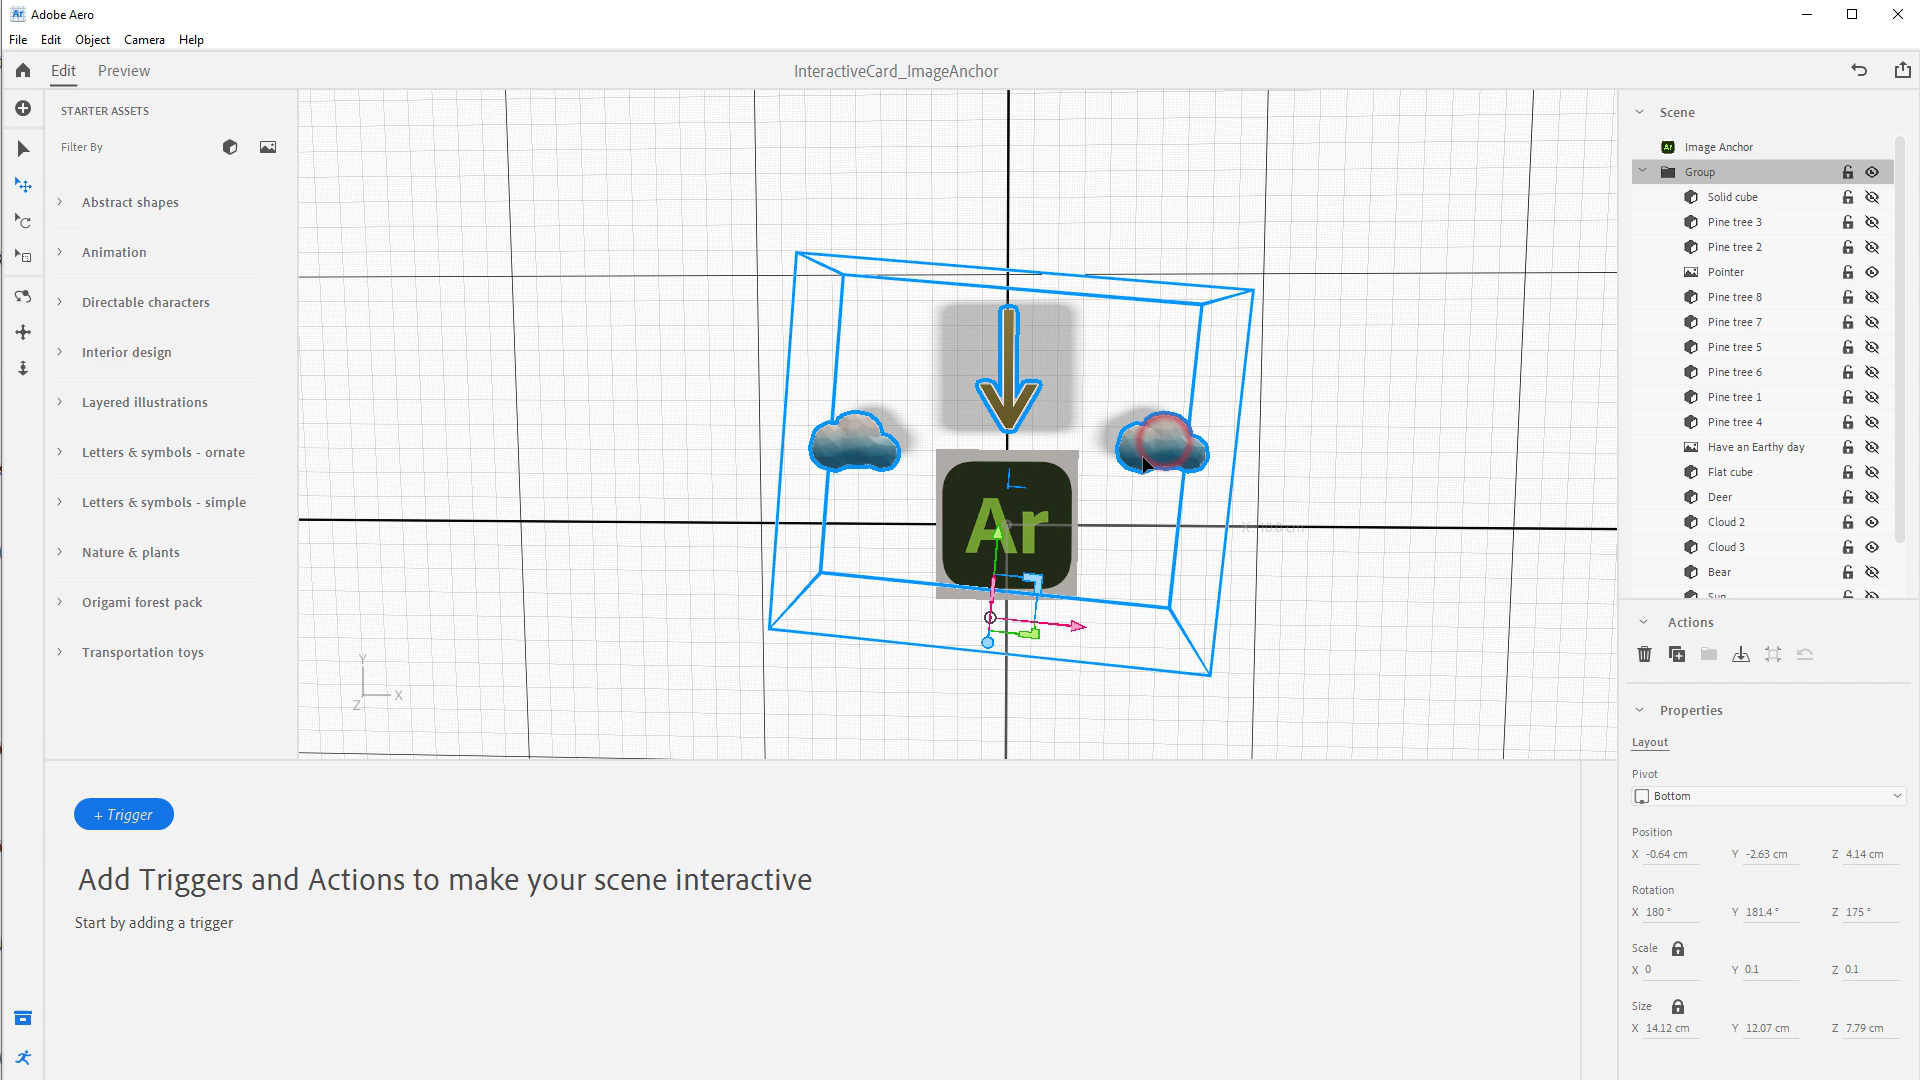 Ar Adobe Aero
File Edit Object Camera Help
Edit Preview InteractiveCard_ImageAnchor
STARTER ASSETS
Filter By
Abstract shapes
Animation
Directable characters
Interior design
Layered illustrations
Letters & symbols - ornate
Letters & symbols - simple
Nature & plants
Origami forest pack
Transportation toys
Y
X
Z
Ar
Scene
Ar Image Anchor
Group
Solid cube
Pine tree 3
Pine tree 2
Pointer
Pine tree 8
Pine tree 7
Pine tree 5
Pine tree 6
Pine tree 1
Pine tree 4
Have an Earthy day
Flat cube
Deer
Cloud 2
Cloud 3
Bear
Sun
Actions
Properties
Layout
Pivot
Bottom
Position
X -0.64 cm Y -2.63 cm Z 4.14 cm
Rotation
X 180 ° Y 181.4 ° Z 175 °
Scale
X 0 Y 0.1 Z 0.1
Size
X 14.12 cm Y 12.07 cm Z 7.79 cm
+ Trigger
Add Triggers and Actions to make your scene interactive
Start by adding a trigger